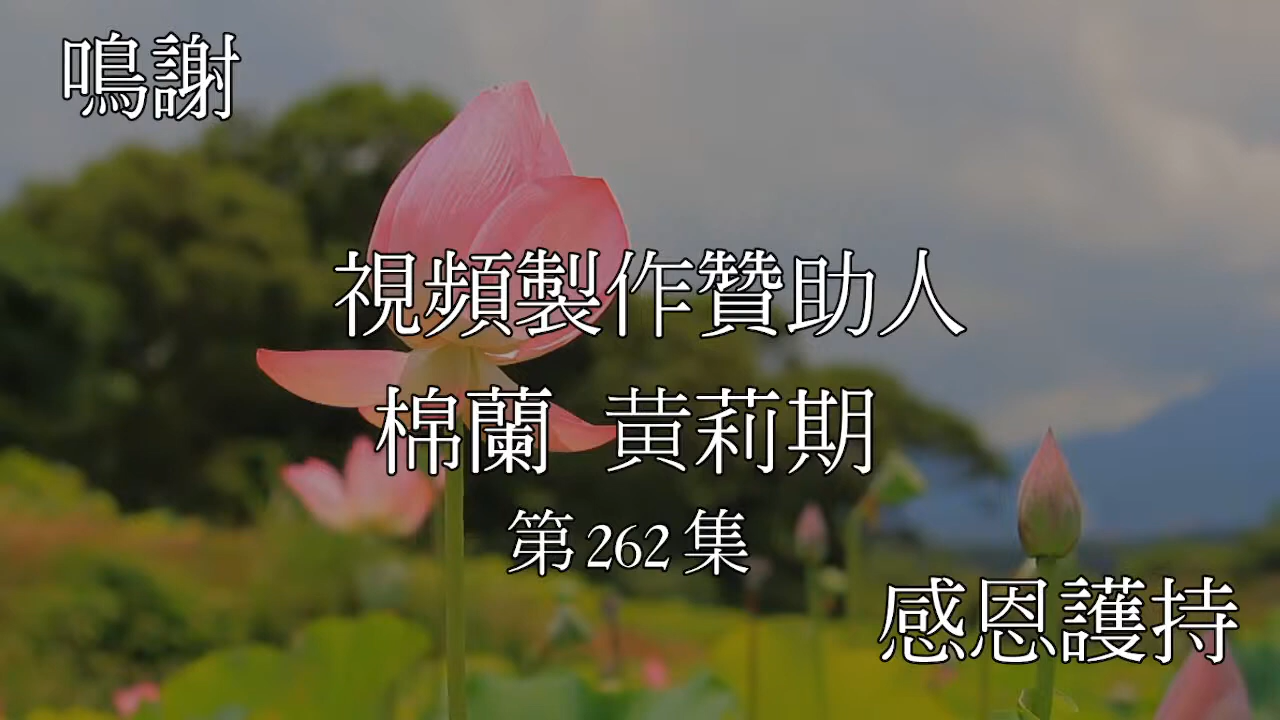 鳴謝
視頻製作贊助人
棉蘭 黄莉期
第262集
感恩護持